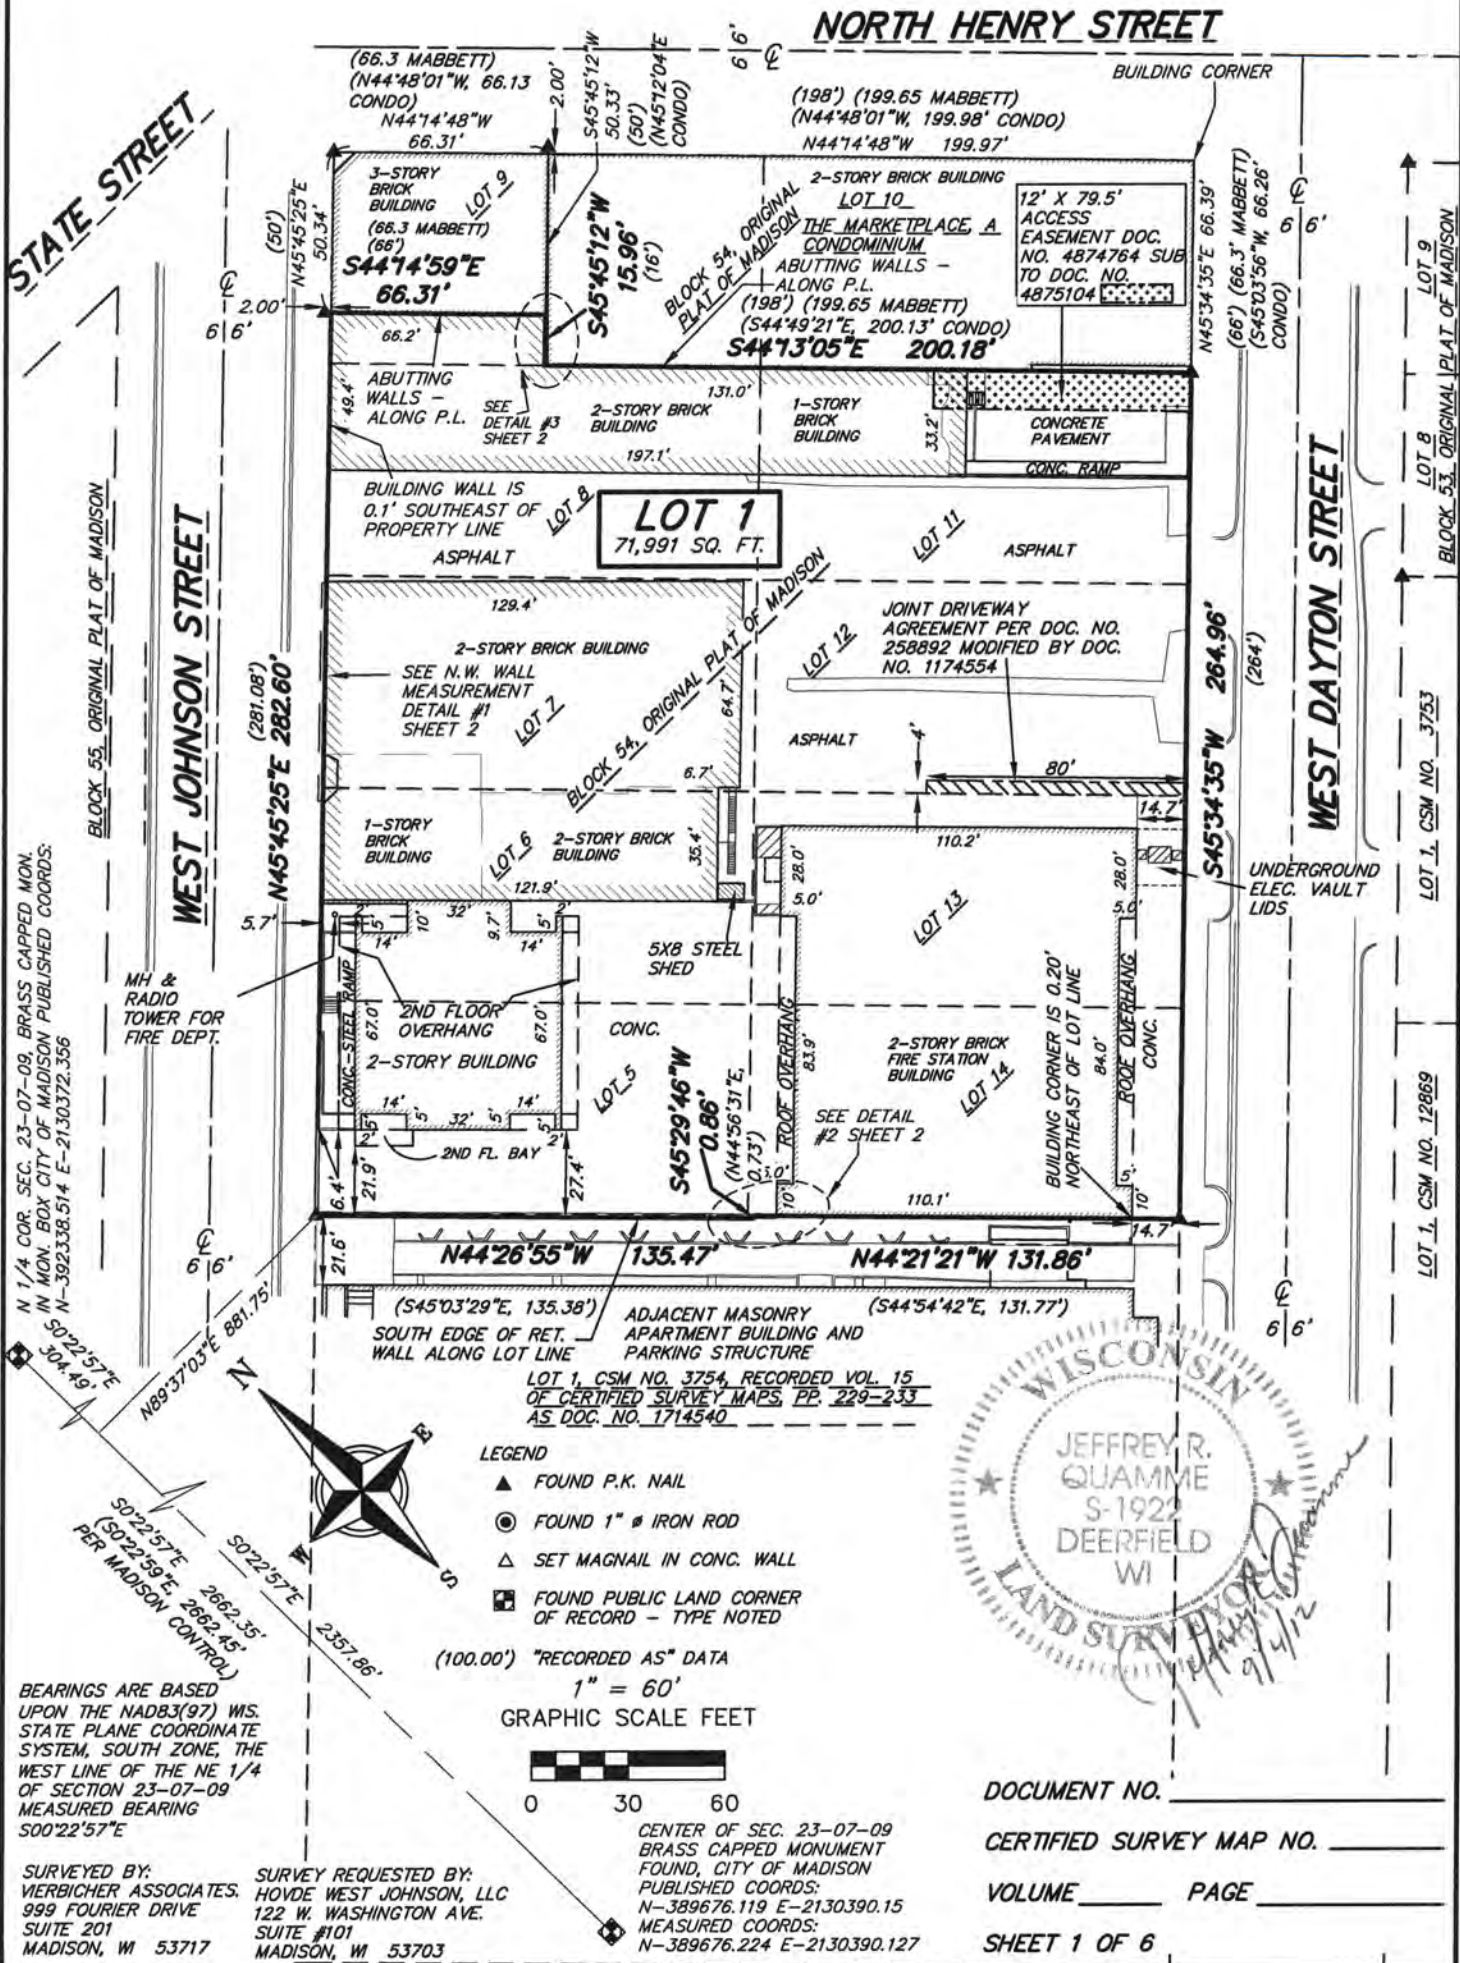 NORTH HENRY STREET
(66.3 MABBETT)
(N44°48'01"W, 66.13
CONDO)
N44°14'48"W
66.31'
2.00'
S45°45'12"W
50.33'
(50')
(N45°12'04"E
CONDO)
6' 6'
(198') (199.65 MABBETT)
(N44°48'01"W, 199.98' CONDO)
N44°14'48"W 199.97'
BUILDING CORNER
STATE STREET
(50')
N45°45'25"E
50.34'
3-STORY
BRICK
BUILDING
LOT 9
(66.3 MABBETT)
(66')
S44°14'59"E
66.31'
S45°45'12"W
15.96'
(16')
BLOCK 54, ORIGINAL
PLAT OF MADISON
2-STORY BRICK BUILDING
LOT 10
THE MARKETPLACE, A
CONDOMINIUM
ABUTTING WALLS -
ALONG P.L.
(198') (199.65 MABBETT)
(S44°49'21"E, 200.13' CONDO)
S44°13'05"E 200.18'
12' X 79.5'
ACCESS
EASEMENT DOC.
NO. 4874764 SUB
TO DOC. NO.
4875104
N45°34'35"E 66.39'
(66') (66.3' MABBETT)
(S45°03'56"W, 66.26'
CONDO)
6' 6'
LOT 9
LOT 8
BLOCK 53, ORIGINAL PLAT OF MADISON
2.00'
6' 6'
66.2'
49.4'
ABUTTING
WALLS -
ALONG P.L.
SEE
DETAIL #3
SHEET 2
2-STORY BRICK
BUILDING
131.0'
197.1'
1-STORY
BRICK
BUILDING
33.2'
CONCRETE
PAVEMENT
CONC. RAMP
BUILDING WALL IS
0.1' SOUTHEAST OF
PROPERTY LINE
LOT 8
ASPHALT
LOT 1
71,991 SQ. FT.
LOT 11
ASPHALT
BLOCK 55, ORIGINAL PLAT OF MADISON
WEST JOHNSON STREET
(281.08')
N45°45'25"E 282.60'
129.4'
2-STORY BRICK BUILDING
SEE N.W. WALL
MEASUREMENT
DETAIL #1
SHEET 2
LOT 7
64.7'
BLOCK 54, ORIGINAL PLAT OF MADISON
LOT 12
JOINT DRIVEWAY
AGREEMENT PER DOC. NO.
258892 MODIFIED BY DOC.
NO. 1174554
ASPHALT
4'
80'
14.7'
S45°34'35"W 264.96'
(264')
WEST DAYTON STREET
LOT 1, CSM NO. 3753
6.7'
1-STORY
BRICK
BUILDING
LOT 6
2-STORY BRICK
BUILDING
35.4'
121.9'
110.2'
28.0'
5.0'
28.0'
5.0'
LOT 13
UNDERGROUND
ELEC. VAULT
LIDS
5.7'
2'
5'
14'
10'
32'
9.7'
14'
5'
2'
5X8 STEEL
SHED
MH &
RADIO
TOWER FOR
FIRE DEPT.
CONC-STEEL RAMP
67.0'
2ND FLOOR
OVERHANG
2-STORY BUILDING
67.0'
CONC.
LOT 5
14'
5'
32'
5'
14'
5'
5'
2'
2'
2ND FL. BAY
6.4'
21.9'
27.4'
S45°29'46"W
0.86'
(N44°56'31"E,
0.73')
ROOF OVERHANG
83.9'
10'
2-STORY BRICK
FIRE STATION
BUILDING
LOT 14
SEE DETAIL
#2 SHEET 2
110.1'
BUILDING CORNER IS 0.20'
NORTHEAST OF LOT LINE
84.0'
ROOF OVERHANG
CONC.
5'
10'
14.7'
LOT 1, CSM NO. 12869
N 1/4 COR. SEC. 23-07-09, BRASS CAPPED MON.
IN MON. BOX CITY OF MADISON PUBLISHED COORDS:
N-392338.514 E-2130372.356
6' 6'
21.6'
N44°26'55"W 135.47'
N44°21'21"W 131.86'
(S45°03'29"E, 135.38')
(S44°54'42"E, 131.77')
SOUTH EDGE OF RET.
WALL ALONG LOT LINE
ADJACENT MASONRY
APARTMENT BUILDING AND
PARKING STRUCTURE
LOT 1, CSM NO. 3754, RECORDED VOL. 15
OF CERTIFIED SURVEY MAPS, PP. 229-233
AS DOC. NO. 1714540
6' 6'
S0°22'57"E
304.49'
N89°37'03"E 881.75'
N
E
W
S
S0°22'57"E 2662.35'
(S0°22'59"E, 2662.45'
PER MADISON CONTROL)
S0°22'57"E 2357.86'
LEGEND
FOUND P.K. NAIL
FOUND 1" ø IRON ROD
SET MAGNAIL IN CONC. WALL
FOUND PUBLIC LAND CORNER
OF RECORD - TYPE NOTED
(100.00') "RECORDED AS" DATA
1" = 60'
GRAPHIC SCALE FEET
0 30 60
WISCONSIN
JEFFREY R.
QUAMME
S-1922
DEERFIELD
WI
LAND SURVEYOR
9/4/12
BEARINGS ARE BASED
UPON THE NAD83(97) WIS.
STATE PLANE COORDINATE
SYSTEM, SOUTH ZONE, THE
WEST LINE OF THE NE 1/4
OF SECTION 23-07-09
MEASURED BEARING
S00°22'57"E
SURVEYED BY:
VIERBICHER ASSOCIATES.
999 FOURIER DRIVE
SUITE 201
MADISON, WI 53717
SURVEY REQUESTED BY:
HOVDE WEST JOHNSON, LLC
122 W. WASHINGTON AVE.
SUITE #101
MADISON, WI 53703
CENTER OF SEC. 23-07-09
BRASS CAPPED MONUMENT
FOUND, CITY OF MADISON
PUBLISHED COORDS:
N-389676.119 E-2130390.15
MEASURED COORDS:
N-389676.224 E-2130390.127
DOCUMENT NO.
CERTIFIED SURVEY MAP NO.
VOLUME PAGE
SHEET 1 OF 6